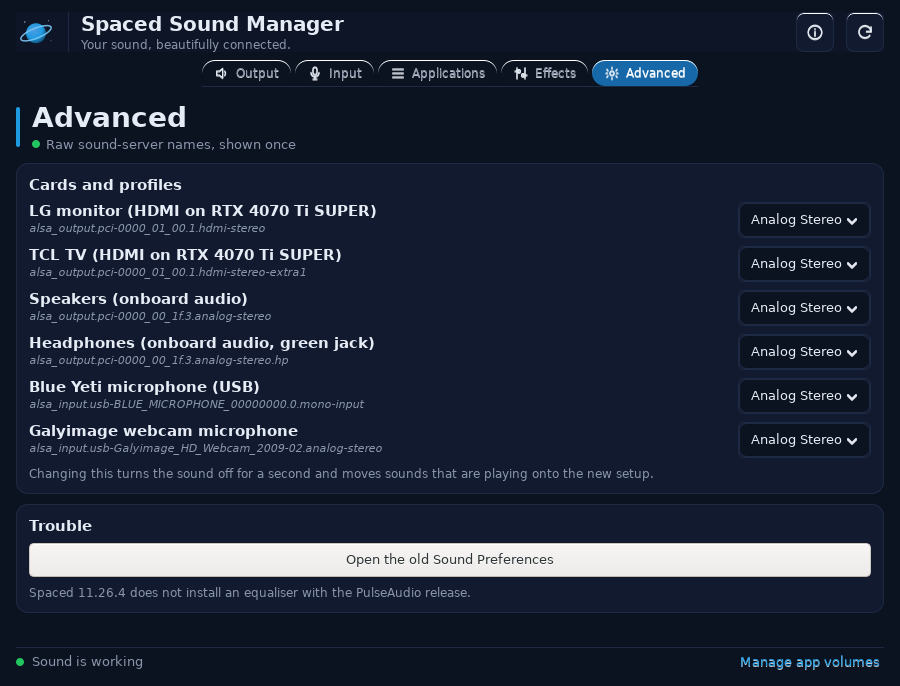 Spaced Sound Manager
Your sound, beautifully connected.
Output
Input
Applications
Effects
Advanced
Advanced
Raw sound-server names, shown once
Cards and profiles
LG monitor (HDMI on RTX 4070 Ti SUPER)
alsa_output.pci-0000_01_00.1.hdmi-stereo
Analog Stereo
TCL TV (HDMI on RTX 4070 Ti SUPER)
alsa_output.pci-0000_01_00.1.hdmi-stereo-extra1
Analog Stereo
Speakers (onboard audio)
alsa_output.pci-0000_00_1f.3.analog-stereo
Analog Stereo
Headphones (onboard audio, green jack)
alsa_output.pci-0000_00_1f.3.analog-stereo.hp
Analog Stereo
Blue Yeti microphone (USB)
alsa_input.usb-BLUE_MICROPHONE_00000000.0.mono-input
Analog Stereo
Galyimage webcam microphone
alsa_input.usb-Galyimage_HD_Webcam_2009-02.analog-stereo
Analog Stereo
Changing this turns the sound off for a second and moves sounds that are playing onto the new setup.
Trouble
Open the old Sound Preferences
Spaced 11.26.4 does not install an equaliser with the PulseAudio release.
Sound is working
Manage app volumes